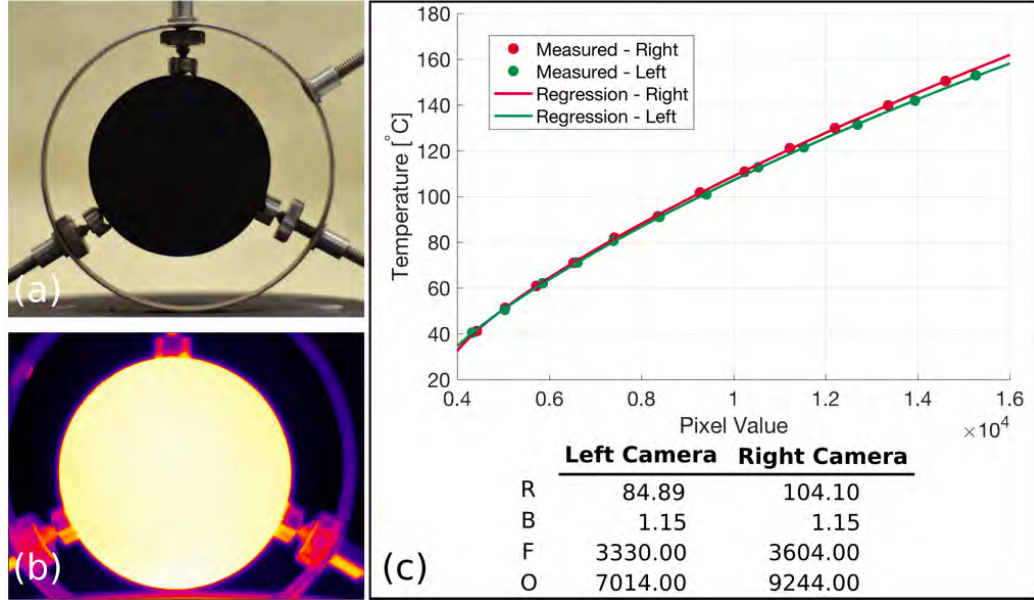 (a)
(b)
180
160
140
120
100
80
60
40
20
Temperature [°C]
Measured - Right
Measured - Left
Regression - Right
Regression - Left
0.4 0.6 0.8 1 1.2 1.4 1.6
Pixel Value
×10⁴
(c)
Left Camera Right Camera
R 84.89 104.10
B 1.15 1.15
F 3330.00 3604.00
O 7014.00 9244.00